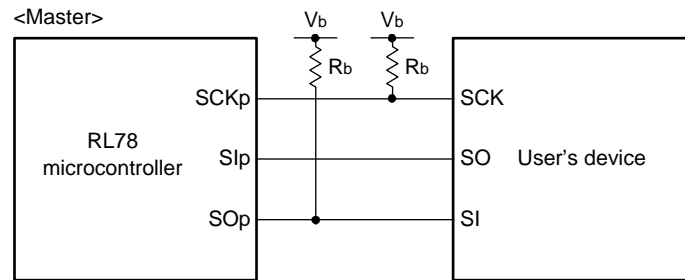 <Master>
Vb Vb
Rb Rb
SCKp SCK
RL78
microcontroller
SIp SO
User's device
SOp SI